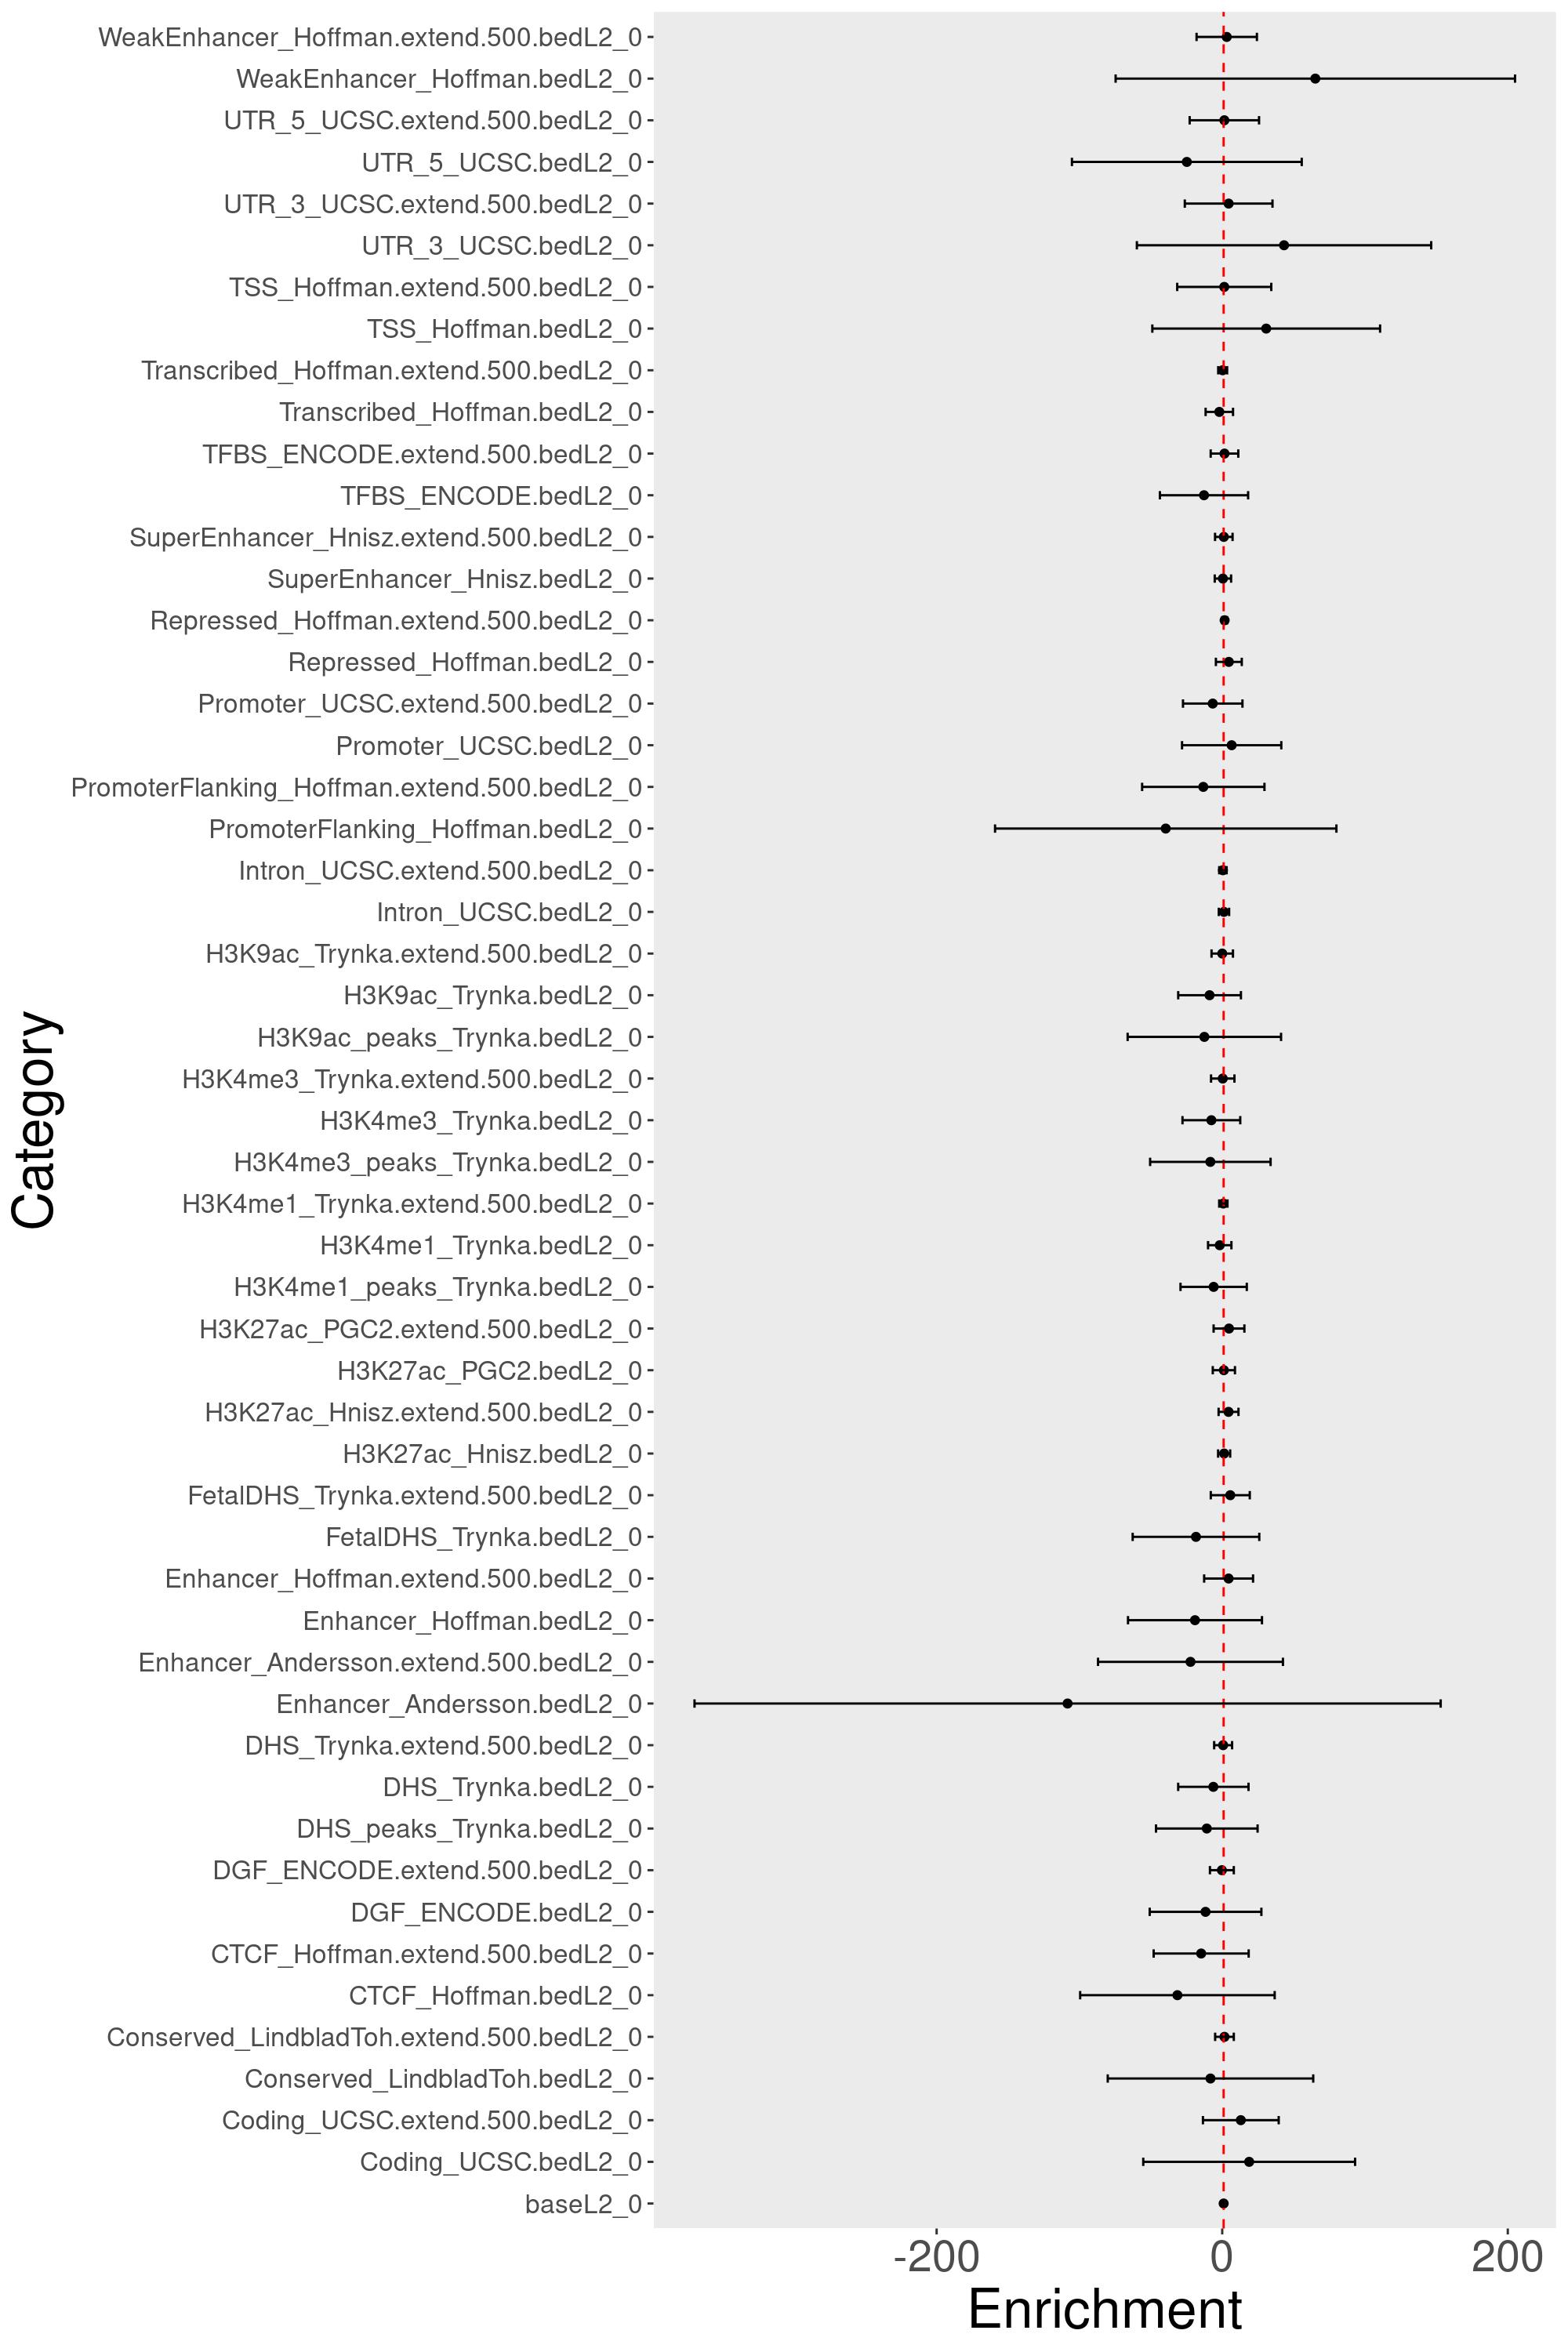 WeakEnhancer_Hoffman.extend.500.bedL2_0
WeakEnhancer_Hoffman.bedL2_0
UTR_5_UCSC.extend.500.bedL2_0
UTR_5_UCSC.bedL2_0
UTR_3_UCSC.extend.500.bedL2_0
UTR_3_UCSC.bedL2_0
TSS_Hoffman.extend.500.bedL2_0
TSS_Hoffman.bedL2_0
Transcribed_Hoffman.extend.500.bedL2_0
Transcribed_Hoffman.bedL2_0
TFBS_ENCODE.extend.500.bedL2_0
TFBS_ENCODE.bedL2_0
SuperEnhancer_Hnisz.extend.500.bedL2_0
SuperEnhancer_Hnisz.bedL2_0
Repressed_Hoffman.extend.500.bedL2_0
Repressed_Hoffman.bedL2_0
Promoter_UCSC.extend.500.bedL2_0
Promoter_UCSC.bedL2_0
PromoterFlanking_Hoffman.extend.500.bedL2_0
PromoterFlanking_Hoffman.bedL2_0
Intron_UCSC.extend.500.bedL2_0
Intron_UCSC.bedL2_0
H3K9ac_Trynka.extend.500.bedL2_0
H3K9ac_Trynka.bedL2_0
H3K9ac_peaks_Trynka.bedL2_0
H3K4me3_Trynka.extend.500.bedL2_0
H3K4me3_Trynka.bedL2_0
H3K4me3_peaks_Trynka.bedL2_0
H3K4me1_Trynka.extend.500.bedL2_0
H3K4me1_Trynka.bedL2_0
H3K4me1_peaks_Trynka.bedL2_0
H3K27ac_PGC2.extend.500.bedL2_0
H3K27ac_PGC2.bedL2_0
H3K27ac_Hnisz.extend.500.bedL2_0
H3K27ac_Hnisz.bedL2_0
FetalDHS_Trynka.extend.500.bedL2_0
FetalDHS_Trynka.bedL2_0
Enhancer_Hoffman.extend.500.bedL2_0
Enhancer_Hoffman.bedL2_0
Enhancer_Andersson.extend.500.bedL2_0
Enhancer_Andersson.bedL2_0
DHS_Trynka.extend.500.bedL2_0
DHS_Trynka.bedL2_0
DHS_peaks_Trynka.bedL2_0
DGF_ENCODE.extend.500.bedL2_0
DGF_ENCODE.bedL2_0
CTCF_Hoffman.extend.500.bedL2_0
CTCF_Hoffman.bedL2_0
Conserved_LindbladToh.extend.500.bedL2_0
Conserved_LindbladToh.bedL2_0
Coding_UCSC.extend.500.bedL2_0
Coding_UCSC.bedL2_0
baseL2_0
Category
-200 0 200
Enrichment